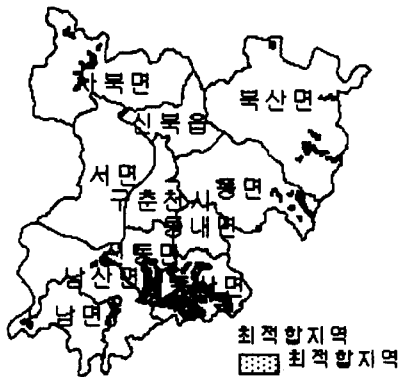 사북면
북산면
신북읍
서면
동면
구 춘천시
동내면
신동면
남산면
동산면
남면
최적합지역
최적합지역